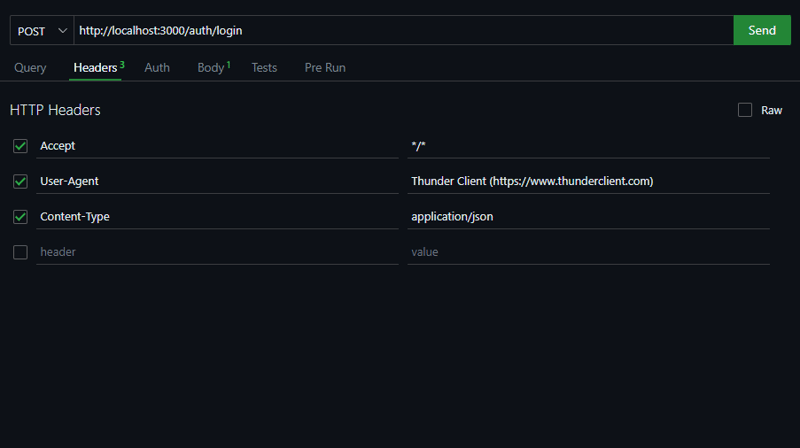 POST http://localhost:3000/auth/login Send
Query Headers 3 Auth Body 1 Tests Pre Run
HTTP Headers Raw
Accept */*
User-Agent Thunder Client (https://www.thunderclient.com)
Content-Type application/json
header value